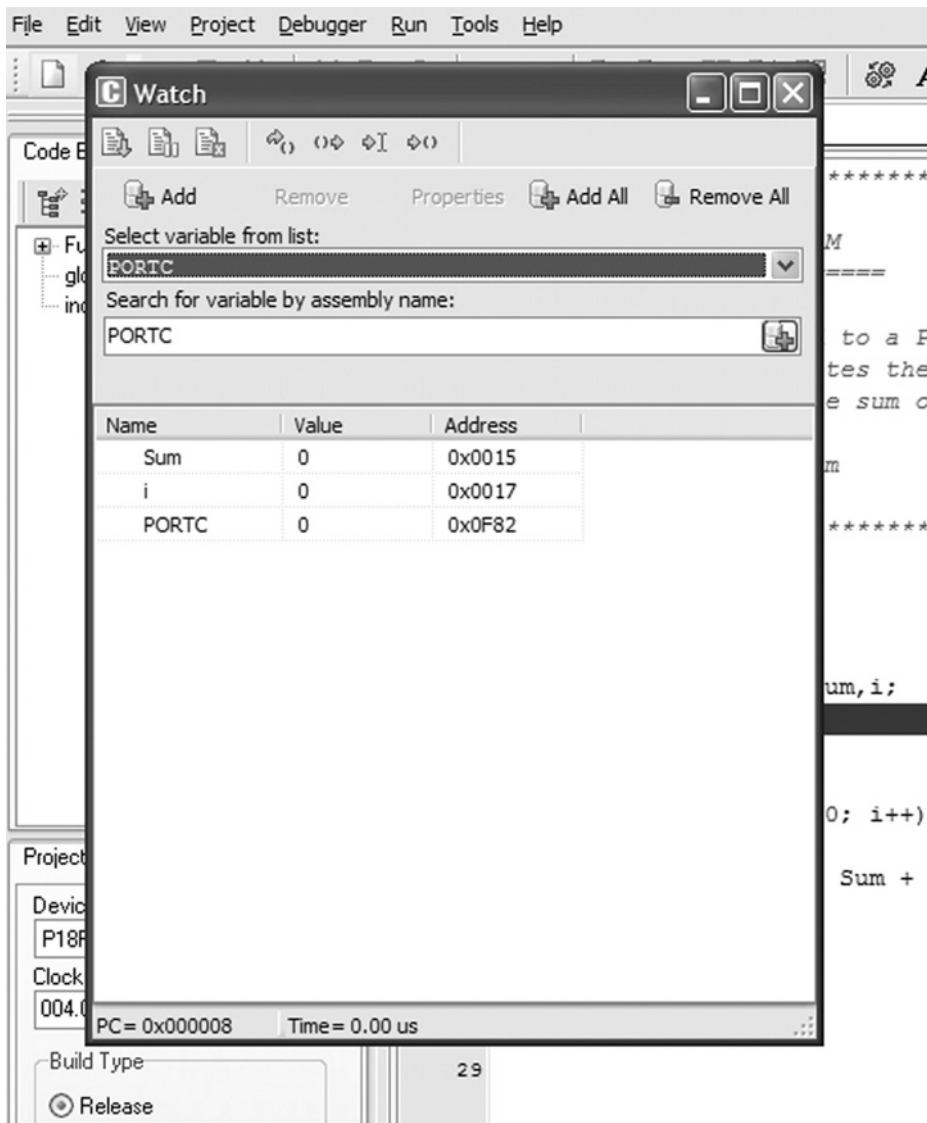 File Edit View Project Debugger Run Tools Help
C Watch
Code E
Add Remove Properties Add All Remove All
Select variable from list:
PORTC
Search for variable by assembly name:
PORTC
Name Value Address
Sum 0 0x0015
i 0 0x0017
PORTC 0 0x0F82
PC= 0x000008 Time= 0.00 us
Fu
glo
inc
*******
M
====
to a P
tes the
e sum o
m
*******
um,i;
0; i++)
Sum +
29
Project
Devic
P18F
Clock
004.0
Build Type
Release